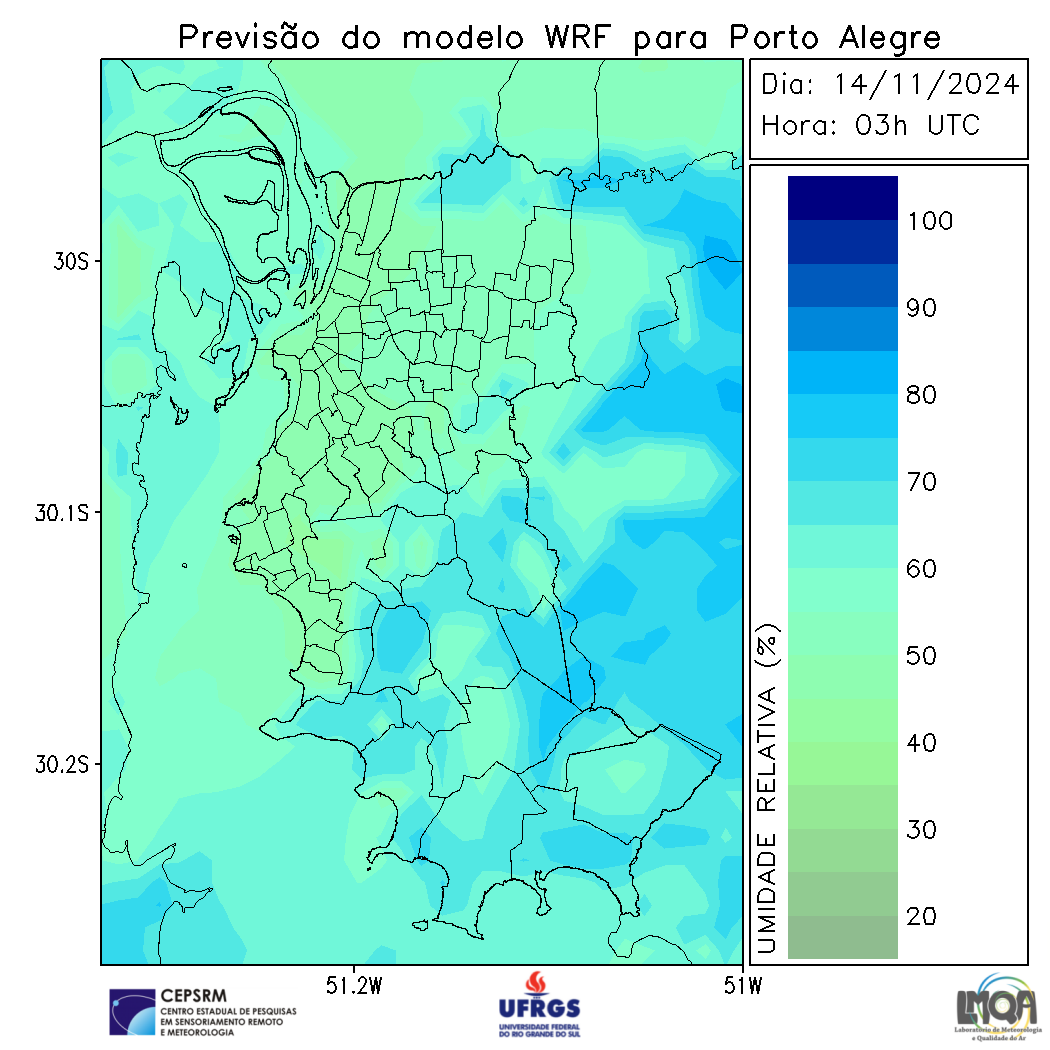 Previsão do modelo WRF para Porto Alegre
Dia: 14/11/2024
Hora: 03h UTC
30S
30.1S
30.2S
51.2W
51W
100
90
80
70
60
50
40
30
20
UMIDADE RELATIVA (%)
CEPSRM
CENTRO ESTADUAL DE PESQUISAS
EM SENSORIAMENTO REMOTO
E METEOROLOGIA
UFRGS
UNIVERSIDADE FEDERAL
DO RIO GRANDE DO SUL
LMQA
Laboratório de Meteorologia
e Qualidade do Ar